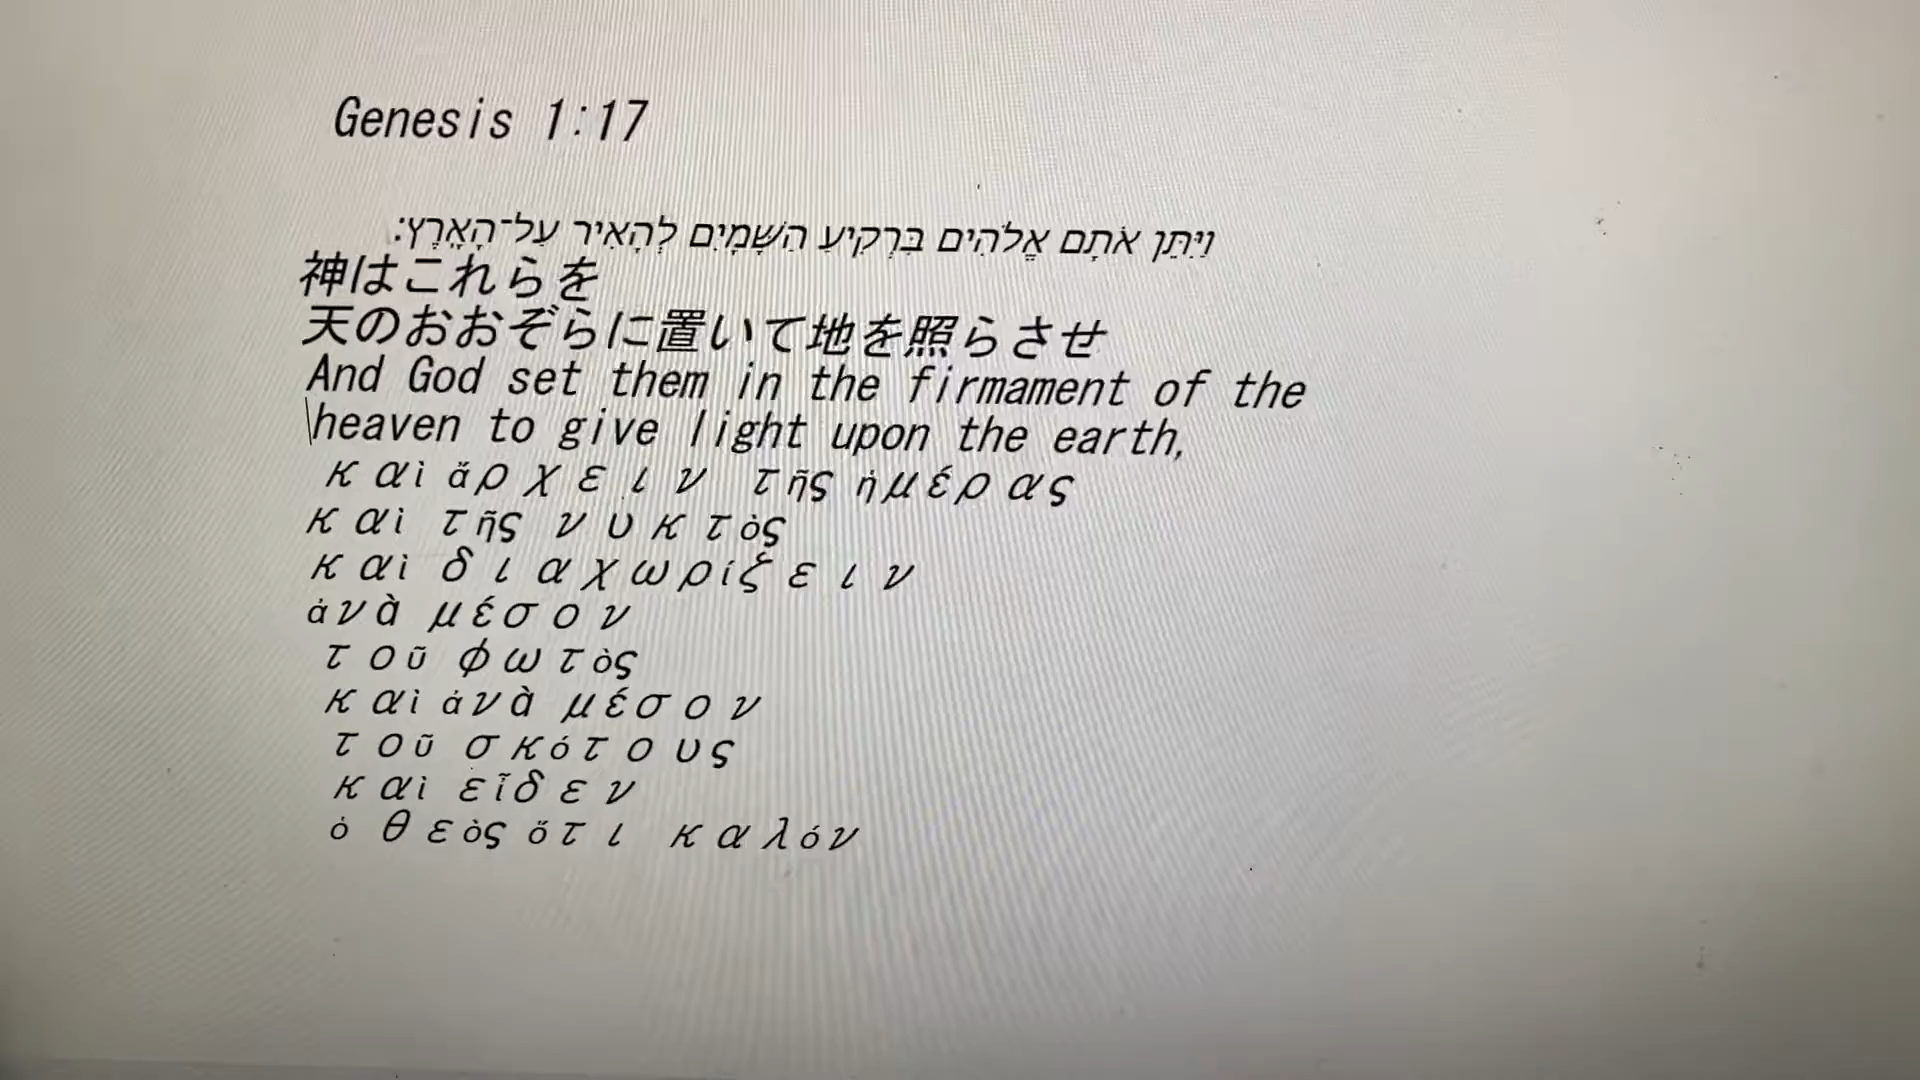 Genesis 1:17
וַיִּתֵּן אֹתָם אֱלֹהִים בִּרְקִיעַ הַשָּׁמָיִם לְהָאִיר עַל־הָאָרֶץ׃
神はこれらを
天のおおぞらに置いて地を照らさせ
And God set them in the firmament of the
heaven to give light upon the earth,
καὶ ἄρχειν τῆς ἡμέρας
καὶ τῆς νυκτὸς
καὶ διαχωρίζειν
ἀνὰ μέσον
τοῦ φωτὸς
καὶ ἀνὰ μέσον
τοῦ σκότους
καὶ εἶδεν
ὁ θεὸς ὅτι καλόν